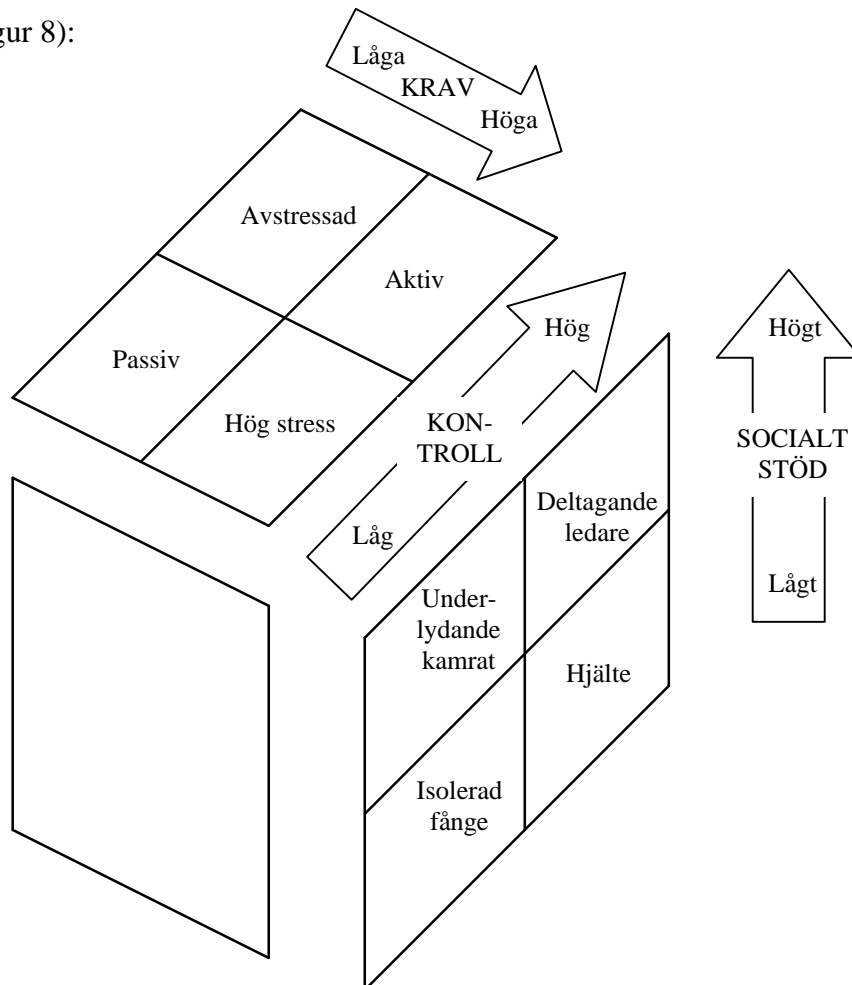 gur 8):
Låga
KRAV
Höga
Avstressad
Aktiv
Passiv
Hög stress
Hög
KON-
TROLL
Låg
Högt
SOCIALT
STÖD
Lågt
Deltagande
ledare
Under-
lydande
kamrat
Hjälte
Isolerad
fånge